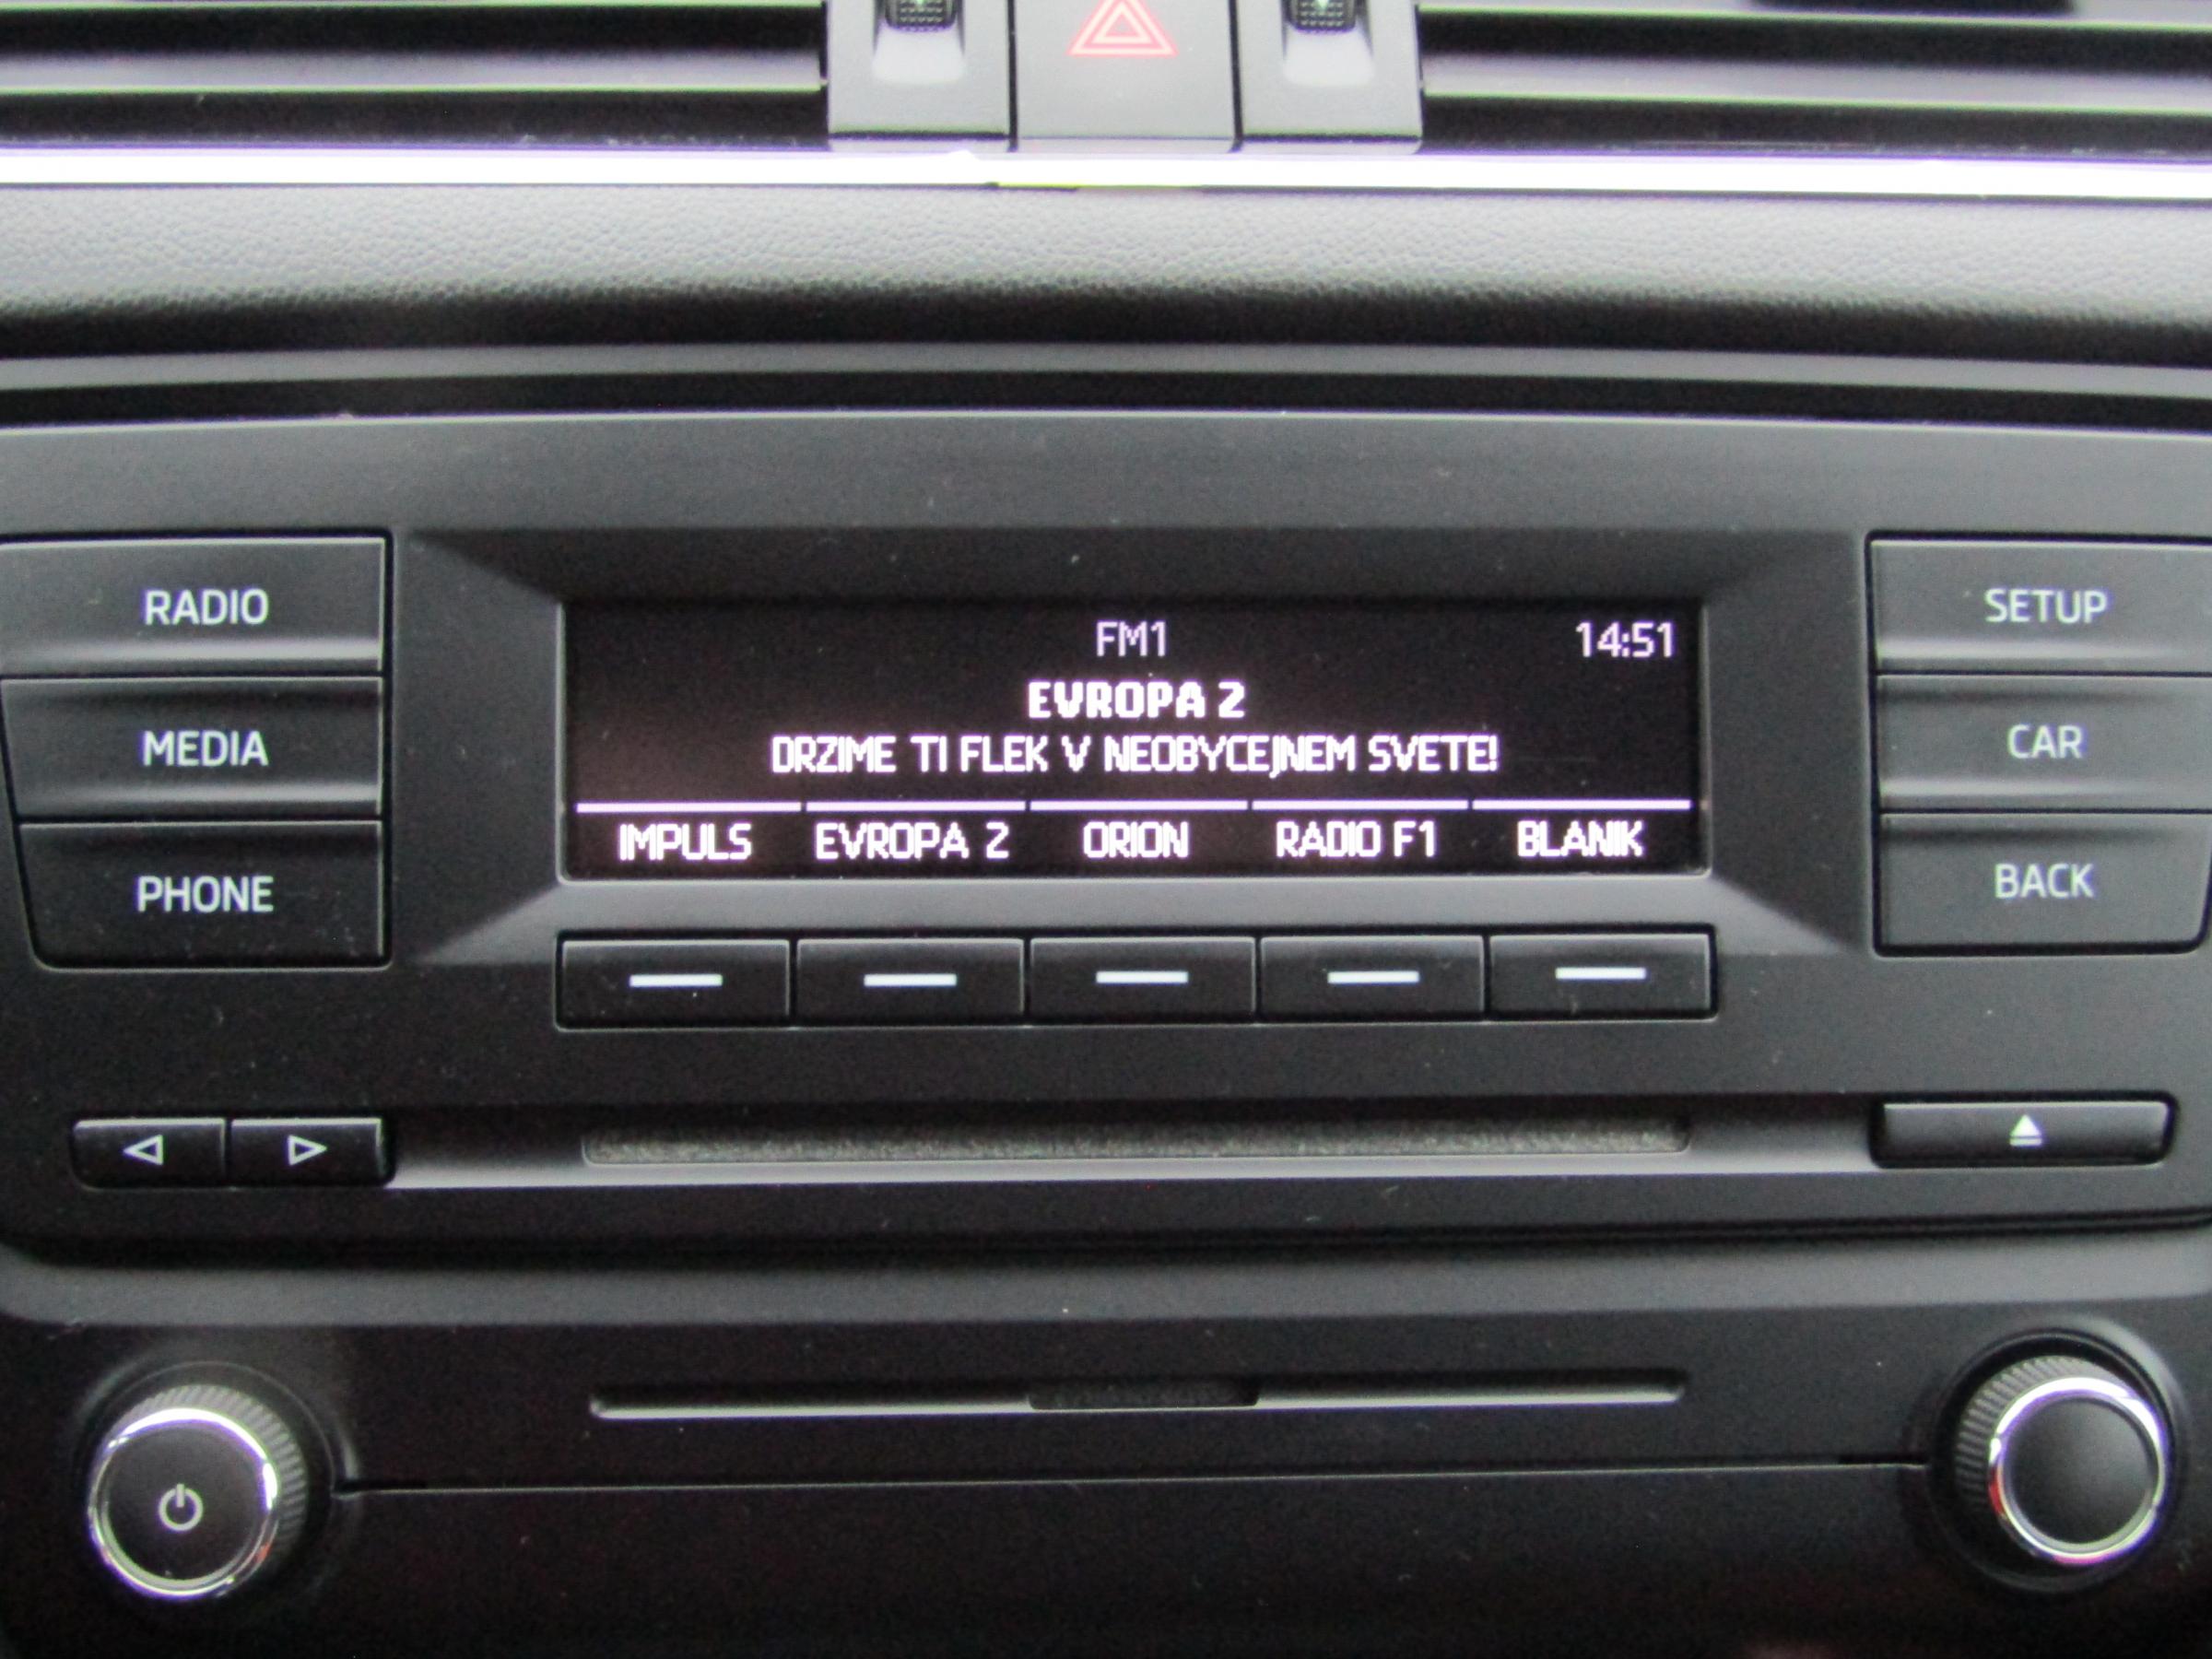 RADIO
MEDIA
PHONE
FM1 14:51
EVROPA 2
DRZIME TI FLEK V NEOBYCEJNEM SVETE!
IMPULS EVROPA 2 ORION RADIO F1 BLANIK
SETUP
CAR
BACK